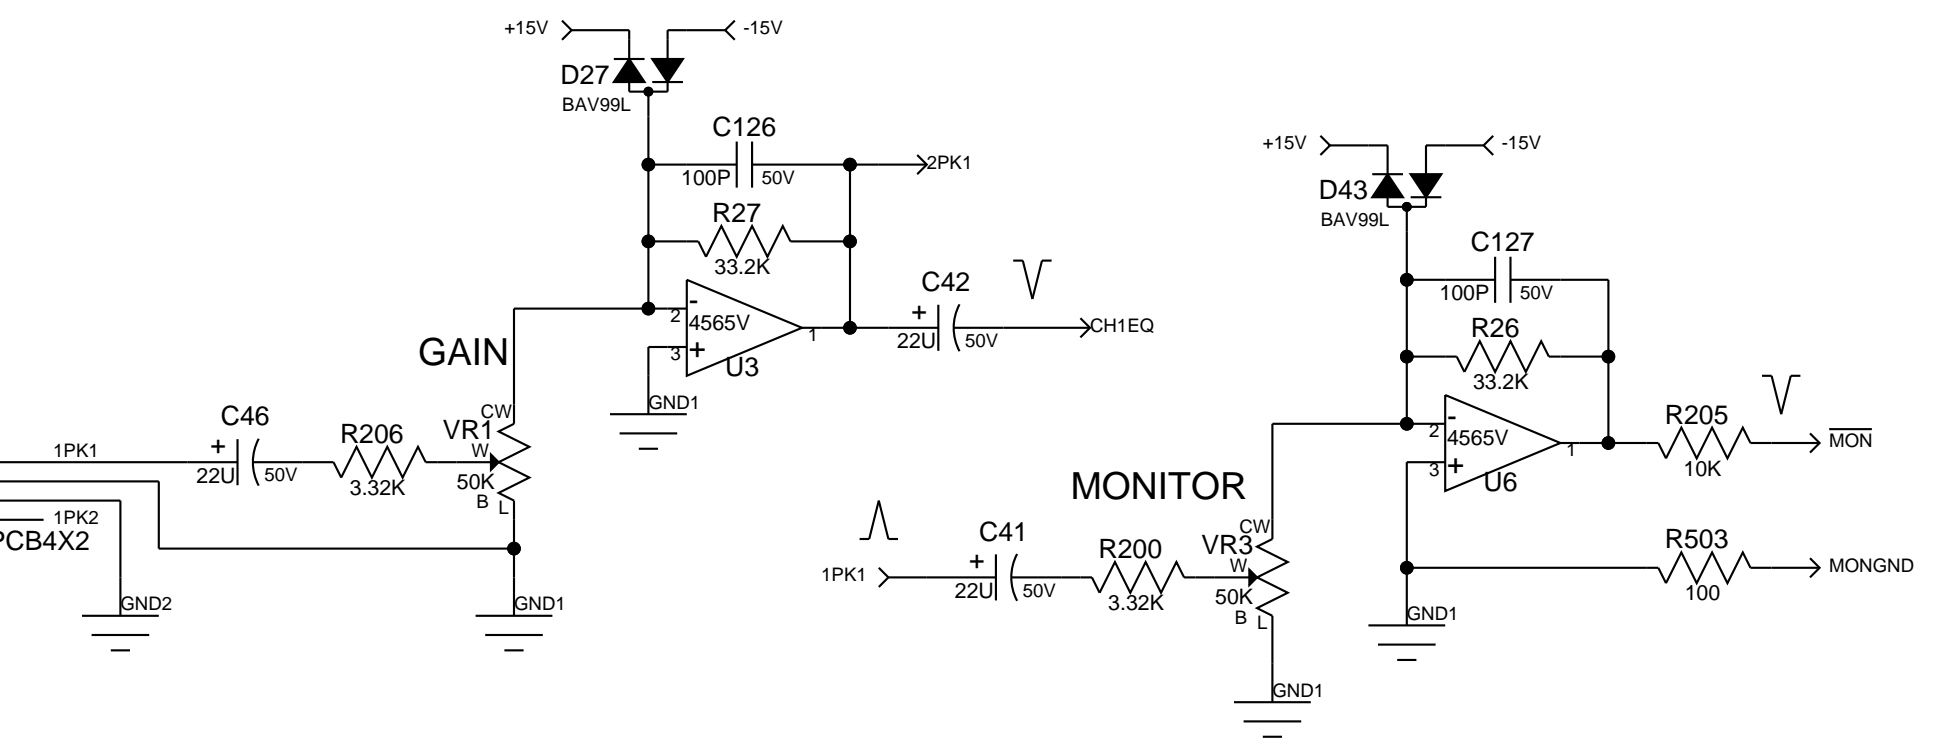 +15V
-15V
D27
BAV99L
C126
100P
50V
2PK1
R27
33.2K
-
2
4565V
3
+
1
U3
GND1
C42
+
22U
50V
CH1EQ
GAIN
C46
+
1PK1
22U
50V
R206
3.32K
CW
VR1
W
50K
B
L
1PK2
PCB4X2
GND2
GND1
+15V
-15V
D43
BAV99L
C127
100P
50V
R26
33.2K
-
2
4565V
3
+
1
U6
R205
10K
MON
MONITOR
C41
+
1PK1
22U
50V
R200
3.32K
CW
VR3
W
50K
B
L
GND1
R503
100
MONGND
GND1